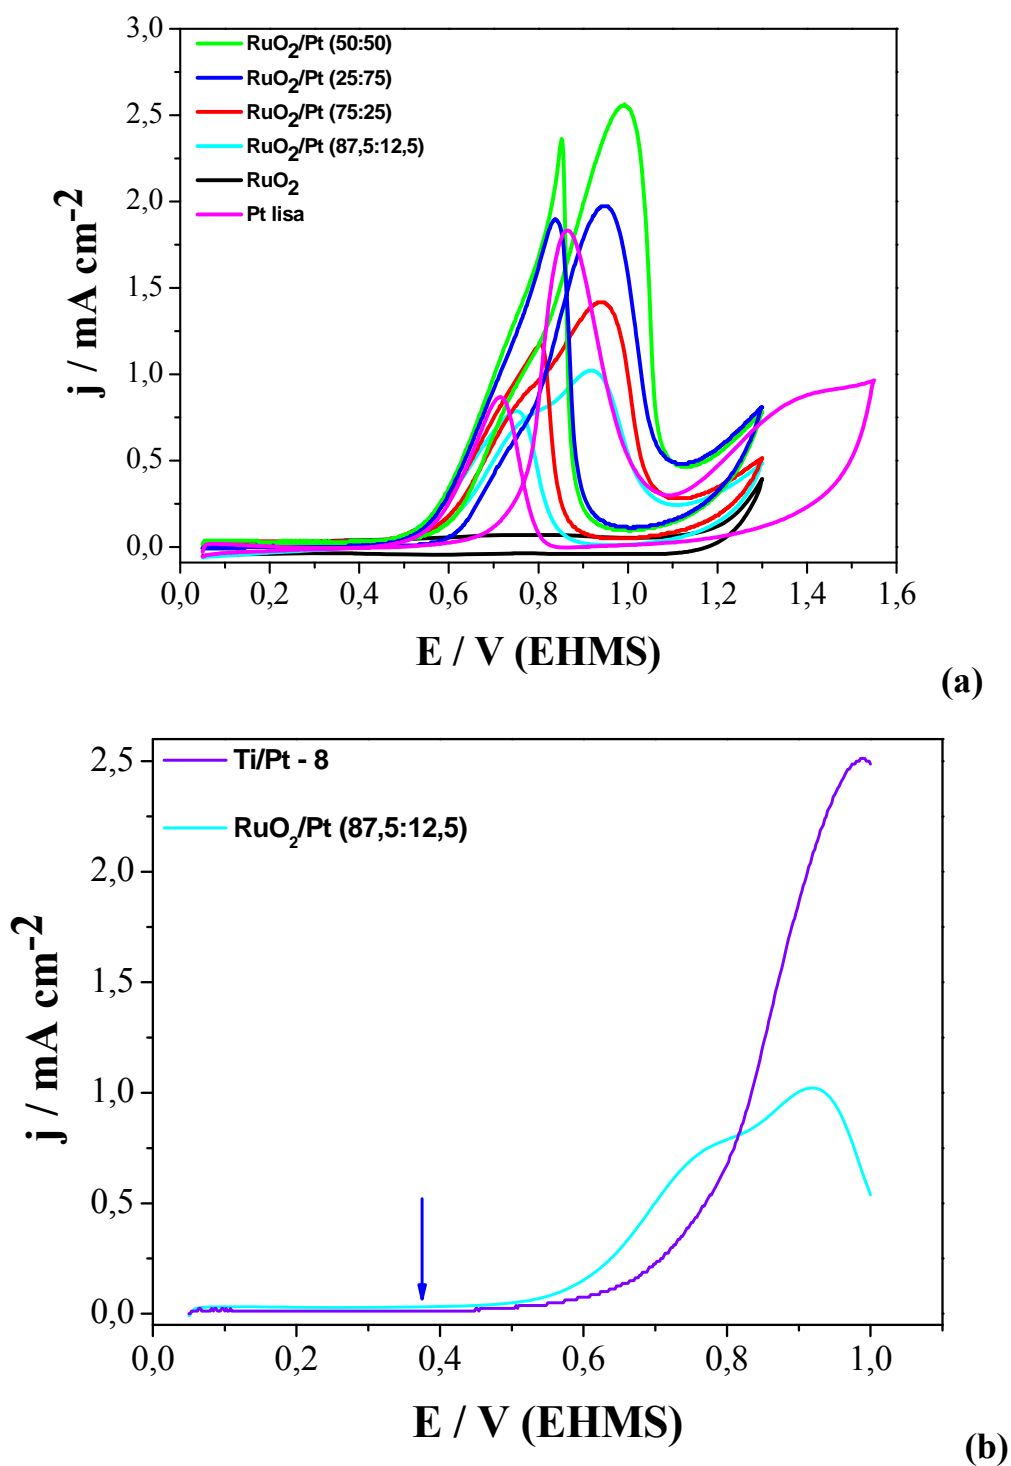 3,0
2,5
2,0
1,5
1,0
0,5
0,0
j / mA cm⁻²
RuO₂/Pt (50:50)
RuO₂/Pt (25:75)
RuO₂/Pt (75:25)
RuO₂/Pt (87,5:12,5)
RuO₂
Pt lisa
0,0 0,2 0,4 0,6 0,8 1,0 1,2 1,4 1,6
E / V (EHMS)
(a)
2,5
2,0
1,5
1,0
0,5
0,0
j / mA cm⁻²
Ti/Pt - 8
RuO₂/Pt (87,5:12,5)
0,0 0,2 0,4 0,6 0,8 1,0
E / V (EHMS)
(b)